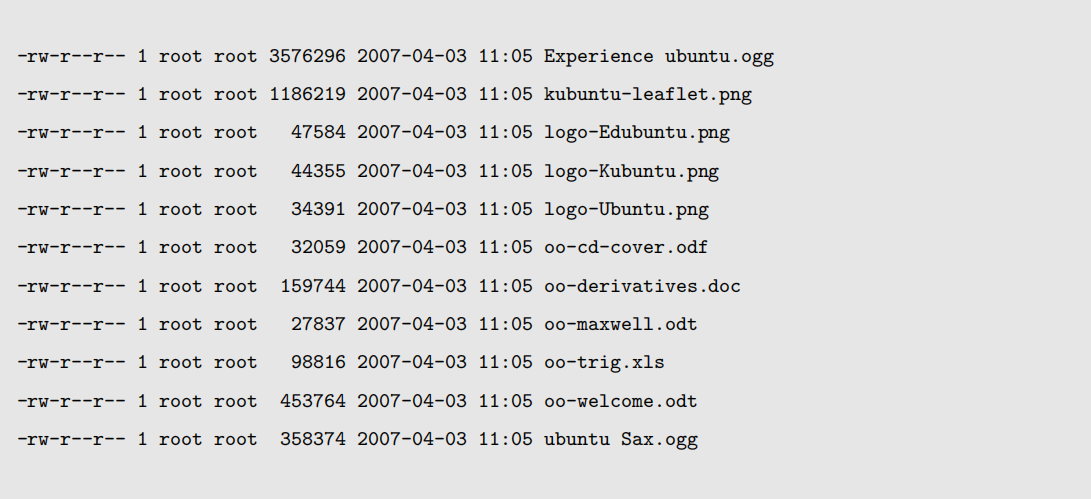 -rw-r--r-- 1 root root 3576296 2007-04-03 11:05 Experience ubuntu.ogg
-rw-r--r-- 1 root root 1186219 2007-04-03 11:05 kubuntu-leaflet.png
-rw-r--r-- 1 root root   47584 2007-04-03 11:05 logo-Edubuntu.png
-rw-r--r-- 1 root root   44355 2007-04-03 11:05 logo-Kubuntu.png
-rw-r--r-- 1 root root   34391 2007-04-03 11:05 logo-Ubuntu.png
-rw-r--r-- 1 root root   32059 2007-04-03 11:05 oo-cd-cover.odf
-rw-r--r-- 1 root root  159744 2007-04-03 11:05 oo-derivatives.doc
-rw-r--r-- 1 root root   27837 2007-04-03 11:05 oo-maxwell.odt
-rw-r--r-- 1 root root   98816 2007-04-03 11:05 oo-trig.xls
-rw-r--r-- 1 root root  453764 2007-04-03 11:05 oo-welcome.odt
-rw-r--r-- 1 root root  358374 2007-04-03 11:05 ubuntu Sax.ogg